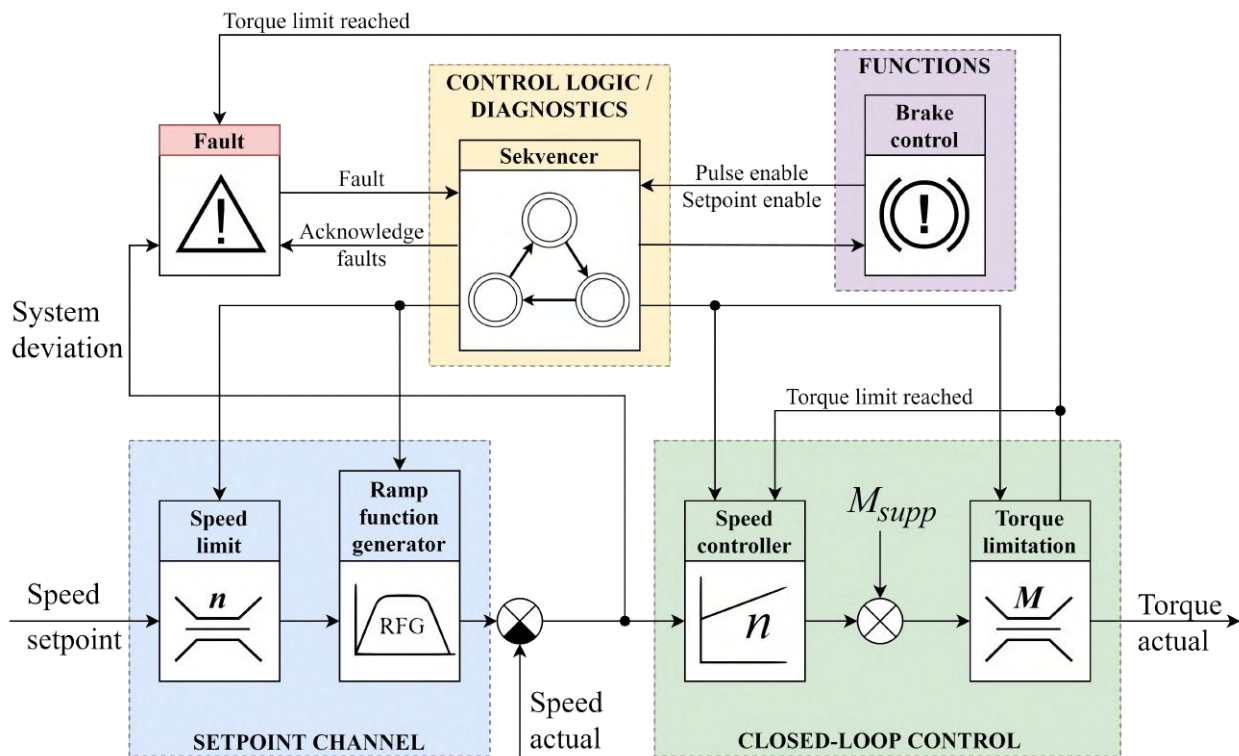 Torque limit reached
FUNCTIONS
CONTROL LOGIC /
DIAGNOSTICS
Brake
control
Fault
Sekvencer
!
Fault
Pulse enable
Setpoint enable
!
Acknowledge
faults
System
deviation
Torque limit reached
Ramp
function
generator
Speed
limit
Speed
controller
M_supp
Torque
limitation
Speed
setpoint
n
RFG
n
M
Torque
actual
Speed
actual
SETPOINT CHANNEL
CLOSED-LOOP CONTROL